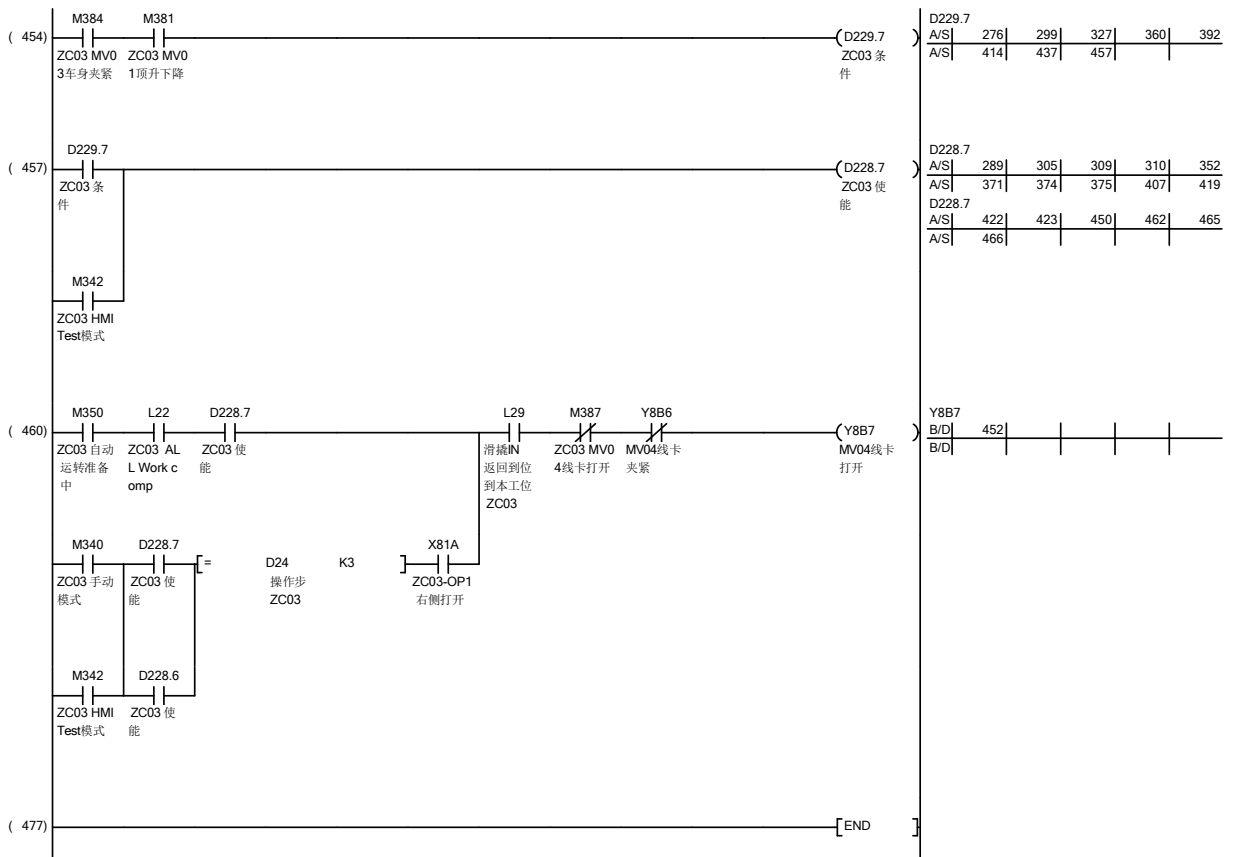 M384 M381 D229.7
( 454) (D229.7 ) A/S 276 299 327 360 392
ZC03 MV0 ZC03 MV0 ZC03 条 A/S 414 437 457
3车身夹紧 1顶升下降 件
D229.7 D228.7
( 457) (D228.7 ) A/S 289 305 309 310 352
ZC03 条 ZC03 使 A/S 371 374 375 407 419
件 能 D228.7
A/S 422 423 450 462 465
A/S 466
M342
ZC03 HMI
Test模式
M350 L22 D228.7 L29 M387 Y8B6 Y8B7
( 460) (Y8B7 ) B/D 452
ZC03 自动 ZC03 AL ZC03 使 滑撬IN ZC03 MV0 MV04线卡 MV04线卡 B/D
运转准备 L Work c 能 返回到位 4线卡打开 夹紧 打开
中 omp 到本工位
ZC03
M340 D228.7 X81A
[= D24 K3 ]
ZC03 手动 ZC03 使 操作步 ZC03-OP1
模式 能 ZC03 右侧打开
M342 D228.6
ZC03 HMI ZC03 使
Test模式 能
( 477) [END ]